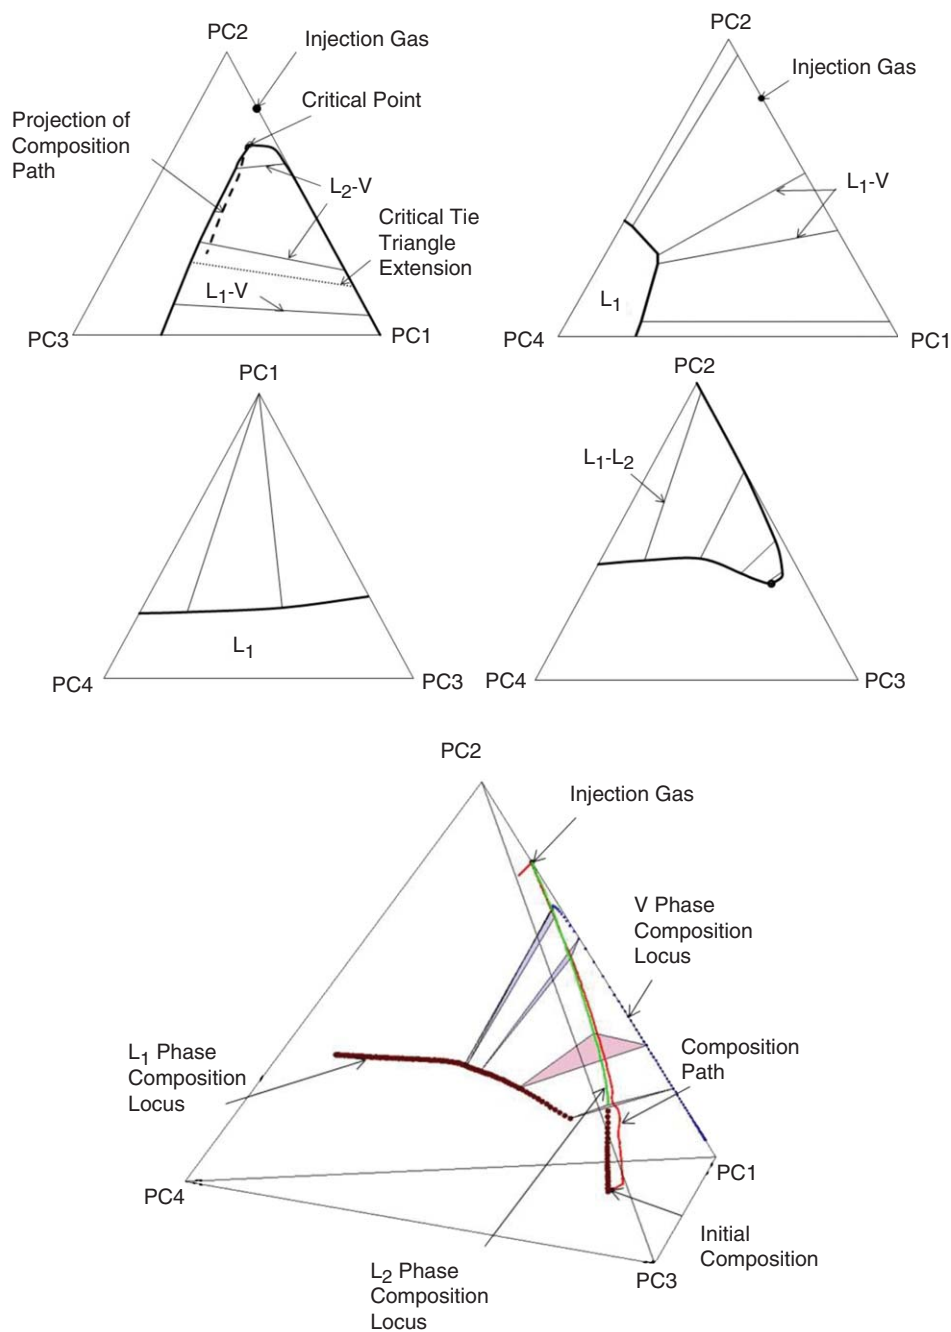 PC2
Injection Gas
Critical Point
Projection of
Composition
Path
L2-V
Critical Tie
Triangle
Extension
L1-V
PC3
PC1
PC2
Injection Gas
L1-V
L1
PC4
PC1
PC1
L1
PC4
PC3
PC2
L1-L2
PC4
PC3
PC2
Injection Gas
V Phase
Composition
Locus
L1 Phase
Composition
Locus
Composition
Path
PC1
PC4
Initial
Composition
PC3
L2 Phase
Composition
Locus